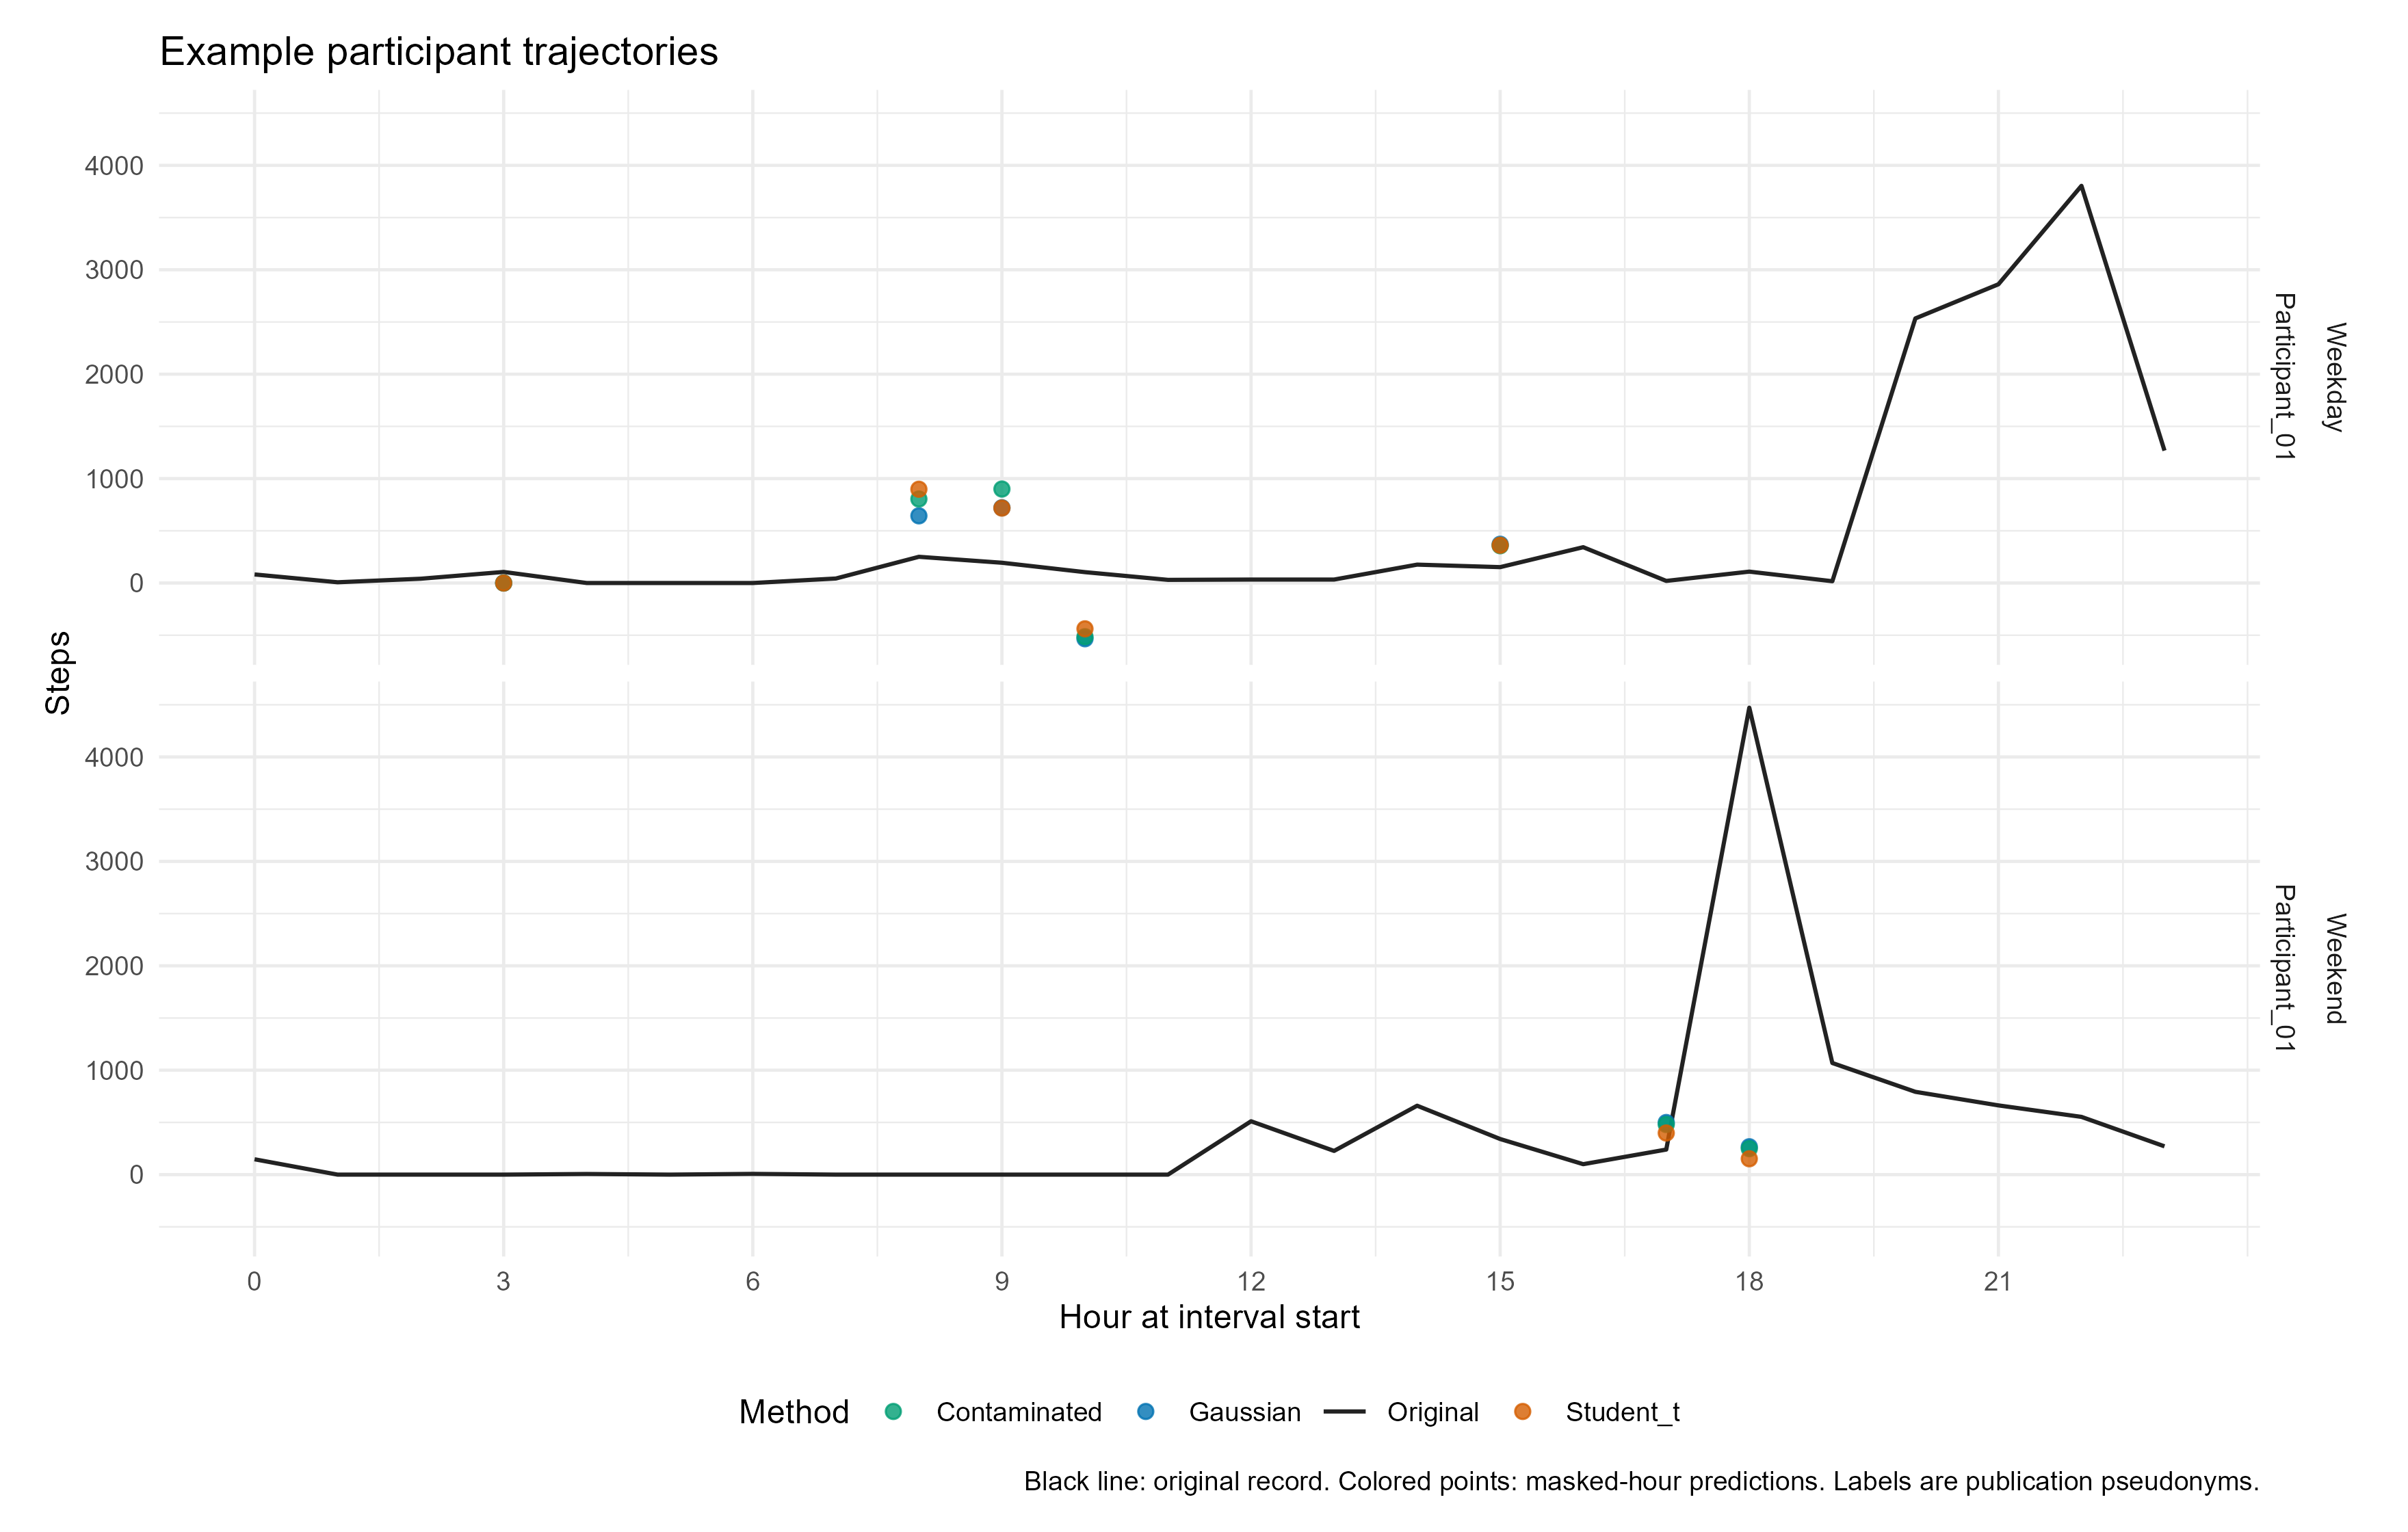 Example participant trajectories
Steps
4000
3000
2000
1000
0
Weekday
Participant_01
4000
3000
2000
1000
0
Weekend
Participant_01
0 3 6 9 12 15 18 21
Hour at interval start
Method Contaminated Gaussian Original Student_t
Black line: original record. Colored points: masked-hour predictions. Labels are publication pseudonyms.